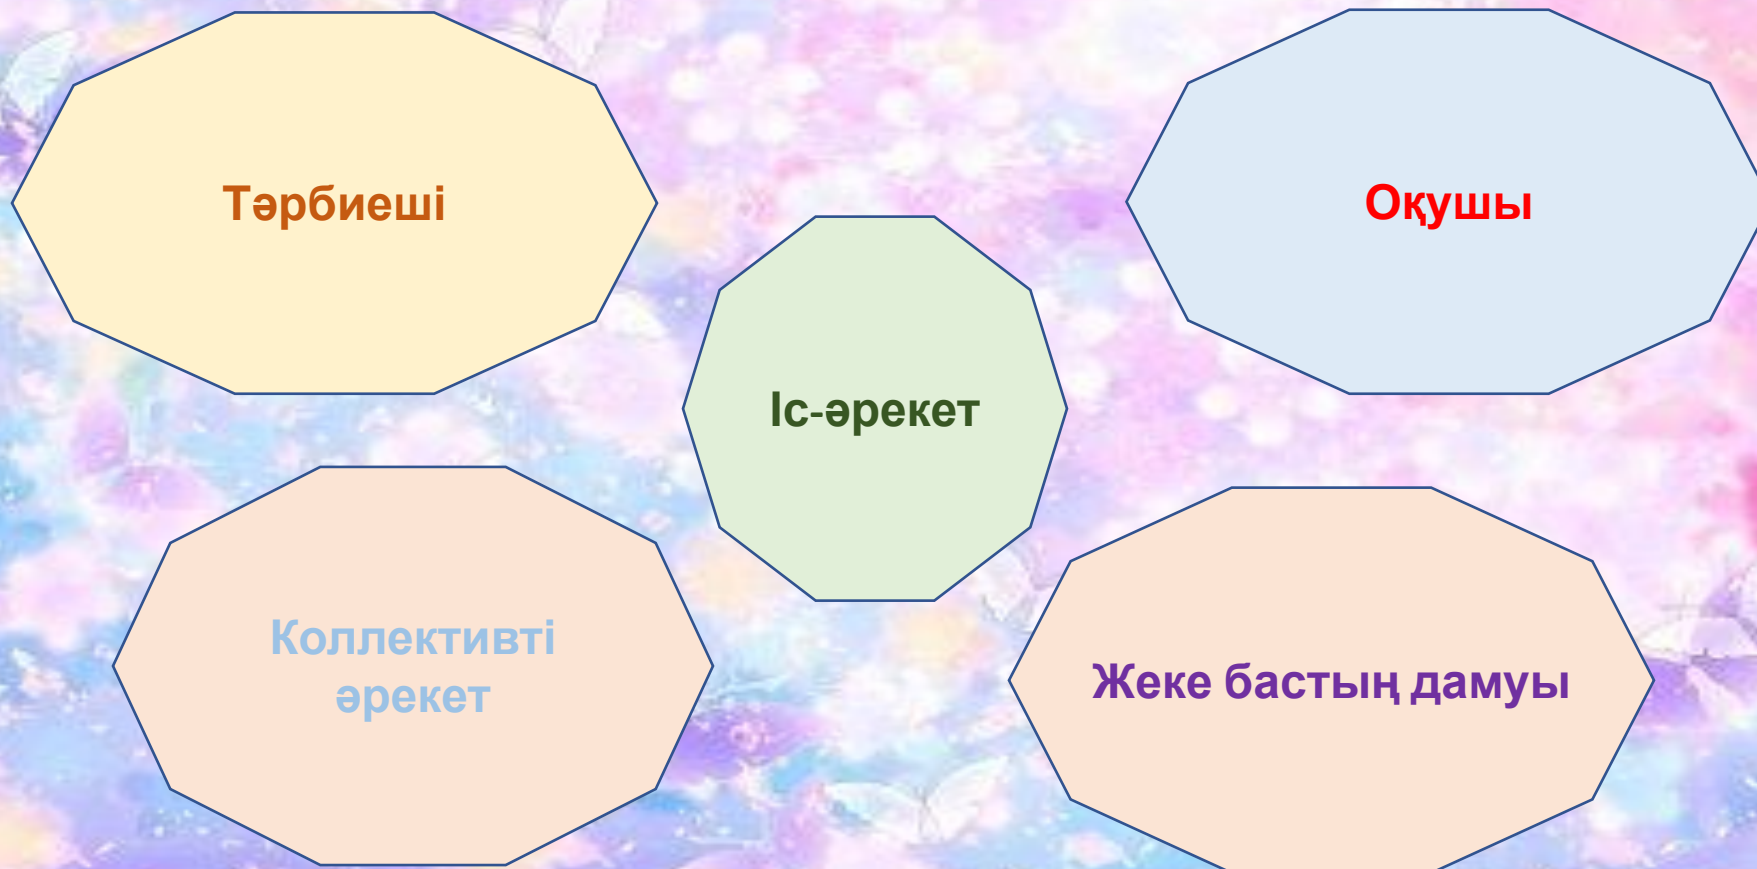 Тәрбиеші
Оқушы
Іс-әрекет
Коллективті
әрекет
Жеке бастың дамуы